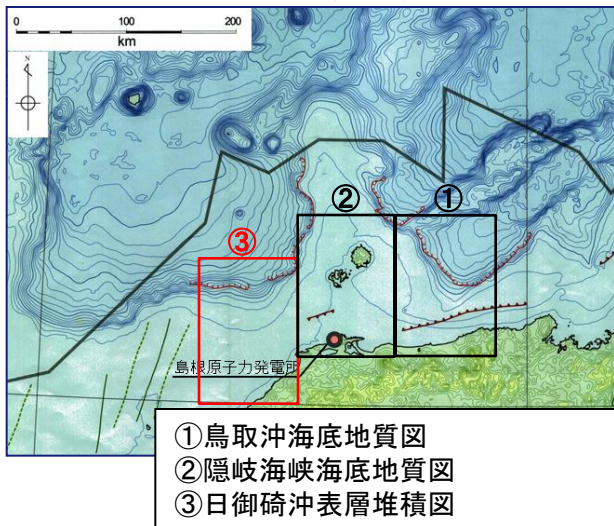 0 100 200
km
N
②
①
③
島根原子力発電所
①鳥取沖海底地質図
②隠岐海峡海底地質図
③日御碕沖表層堆積図